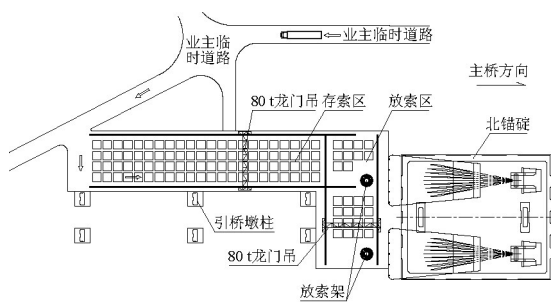 业主临
时道路
业主临时道路
主桥方向
80 t龙门吊
存索区
放索区
北锚碇
引桥墩柱
80 t龙门吊
放索架